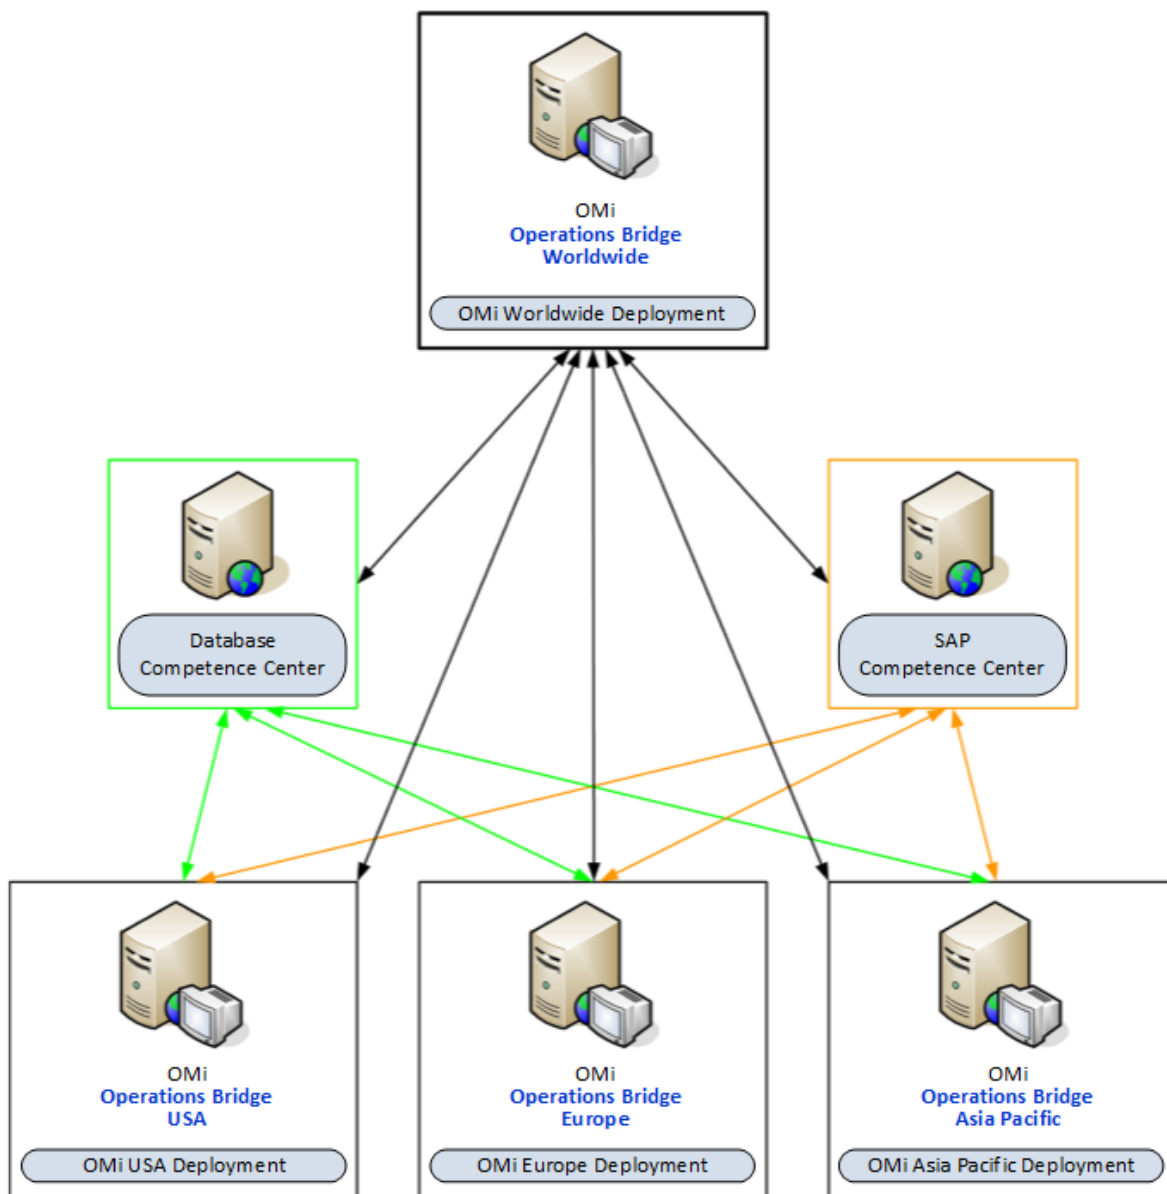 OMi
Operations Bridge
Worldwide
OMi Worldwide Deployment
Database
Competence Center
SAP
Competence Center
OMi
Operations Bridge
USA
OMi USA Deployment
OMi
Operations Bridge
Europe
OMi Europe Deployment
OMi
Operations Bridge
Asia Pacific
OMi Asia Pacific Deployment